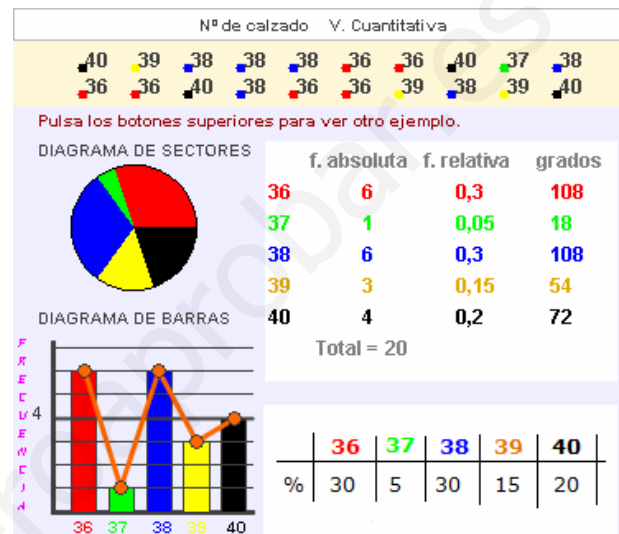 Nº de calzado V. Cuantitativa
40 39 38 38 38 36 36 40 37 38
36 36 40 38 36 36 39 38 39 40
Pulsa los botones superiores para ver otro ejemplo.
DIAGRAMA DE SECTORES
f. absoluta f. relativa grados
36 6 0,3 108
37 1 0,05 18
38 6 0,3 108
39 3 0,15 54
40 4 0,2 72
Total = 20
DIAGRAMA DE BARRAS
FRECUENCIA
4
36 37 38 39 40
36 37 38 39 40
% 30 5 30 15 20